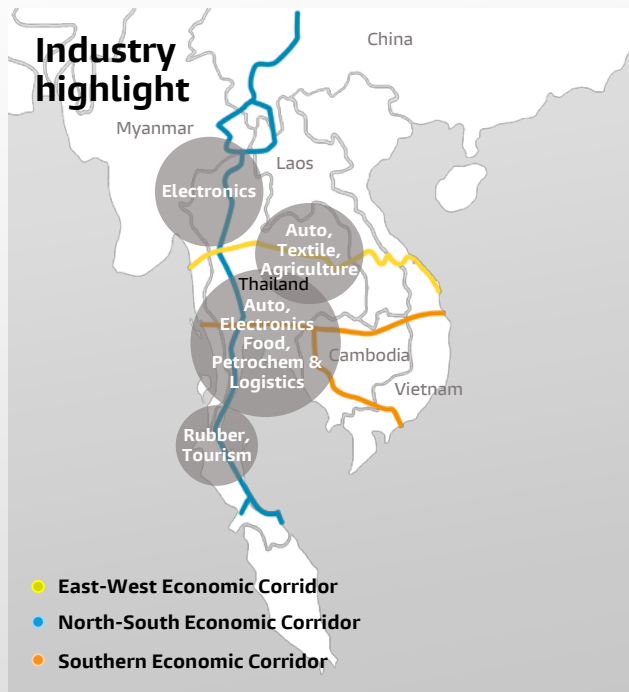 Industry
highlight
China
Myanmar
Laos
Electronics
Auto,
Textile,
Agriculture
Thailand
Auto,
Electronics
Food,
Petrochem &
Logistics
Cambodia
Vietnam
Rubber,
Tourism
East-West Economic Corridor
North-South Economic Corridor
Southern Economic Corridor